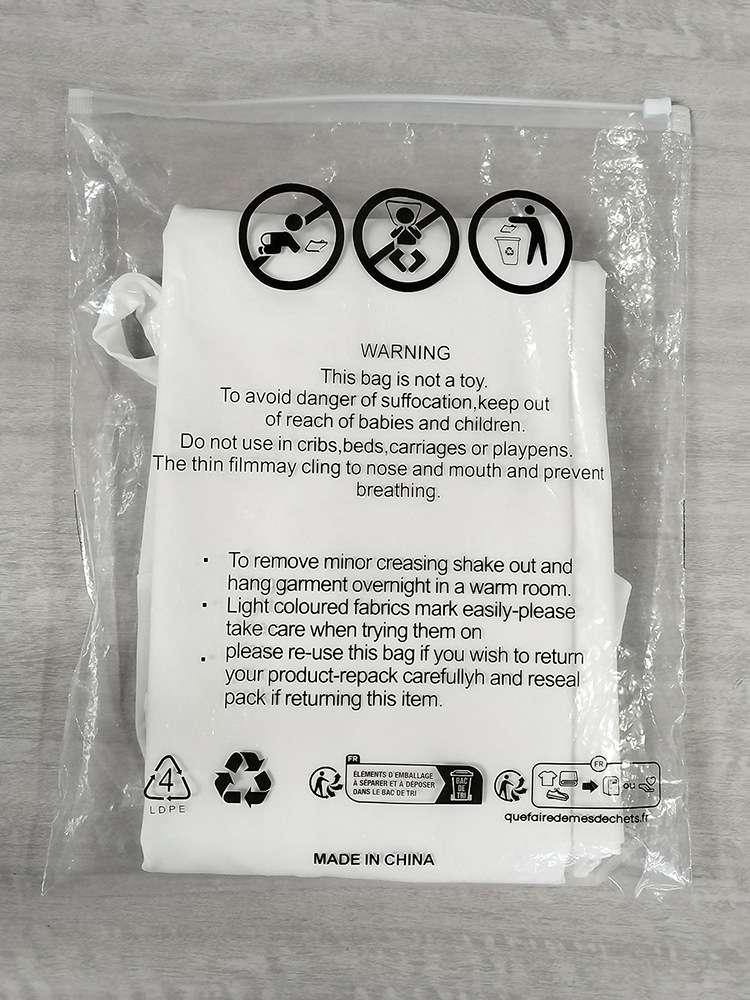 WARNING
This bag is not a toy.
To avoid danger of suffocation,keep out
of reach of babies and children.
Do not use in cribs,beds,carriages or playpens.
The thin filmmay cling to nose and mouth and prevent
breathing.
· To remove minor creasing shake out and
hang garment overnight in a warm room.
· Light coloured fabrics mark easily-please
take care when trying them on
· please re-use this bag if you wish to return
your product-repack carefullyh and reseal
pack if returning this item.
4
LDPE
FR
ÉLÉMENTS D'EMBALLAGE
À SÉPARER ET À DÉPOSER
DANS LE BAC DE TRI
BAC
DE
TRI
FR
ou
quefairedemesdechets.fr
MADE IN CHINA